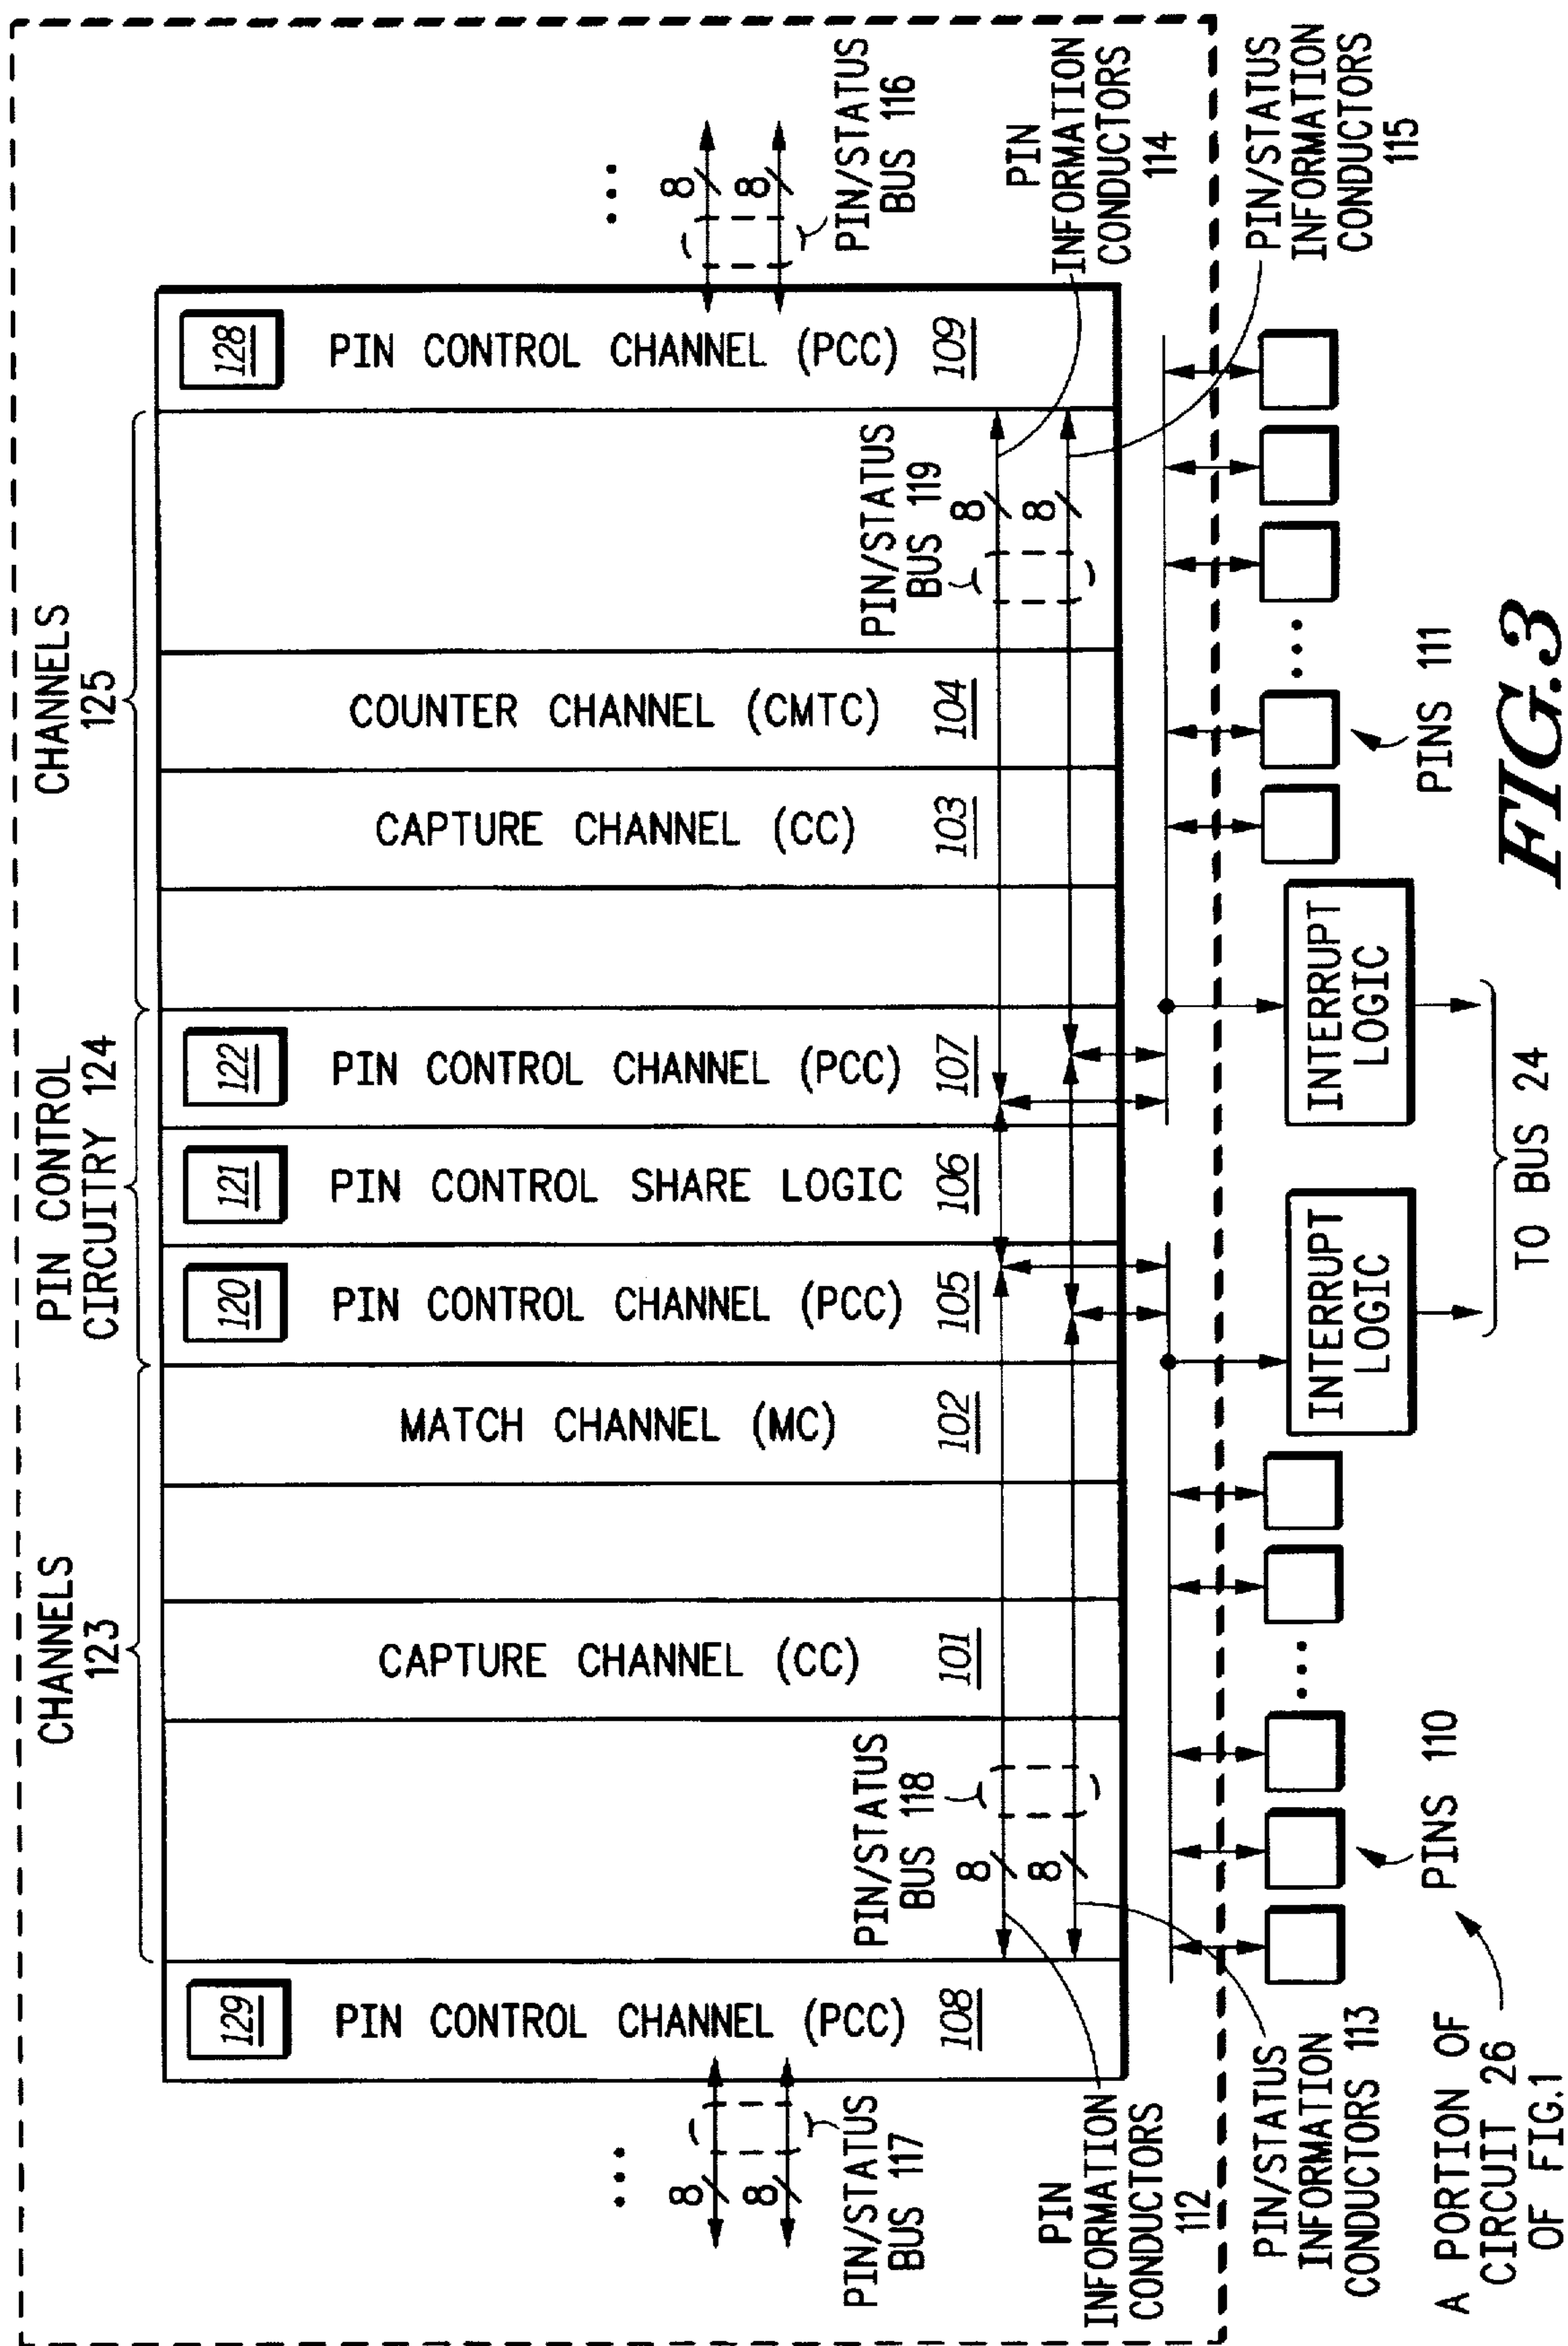 CHANNELS
123
PIN CONTROL
CIRCUITRY 124
CHANNELS
125
129
PIN CONTROL CHANNEL (PCC)
108
CAPTURE CHANNEL (CC)
101
MATCH CHANNEL (MC)
102
120
PIN CONTROL CHANNEL (PCC)
105
121
PIN CONTROL SHARE LOGIC
106
122
PIN CONTROL CHANNEL (PCC)
107
CAPTURE CHANNEL (CC)
103
COUNTER CHANNEL (CMTC)
104
128
PIN CONTROL CHANNEL (PCC)
109
...
8
8
PIN/STATUS
BUS 117
PIN/STATUS
BUS 118
8
8
PIN/STATUS
BUS 119
8
8
...
8
8
PIN/STATUS
BUS 116
PIN
INFORMATION
CONDUCTORS
112
PIN/STATUS
INFORMATION
CONDUCTORS 113
PIN
INFORMATION
CONDUCTORS
114
PIN/STATUS
INFORMATION
CONDUCTORS
115
...
PINS 110
INTERRUPT
LOGIC
INTERRUPT
LOGIC
TO BUS 24
...
PINS 111
A PORTION OF
CIRCUIT 26
OF FIG.1
FIG.3